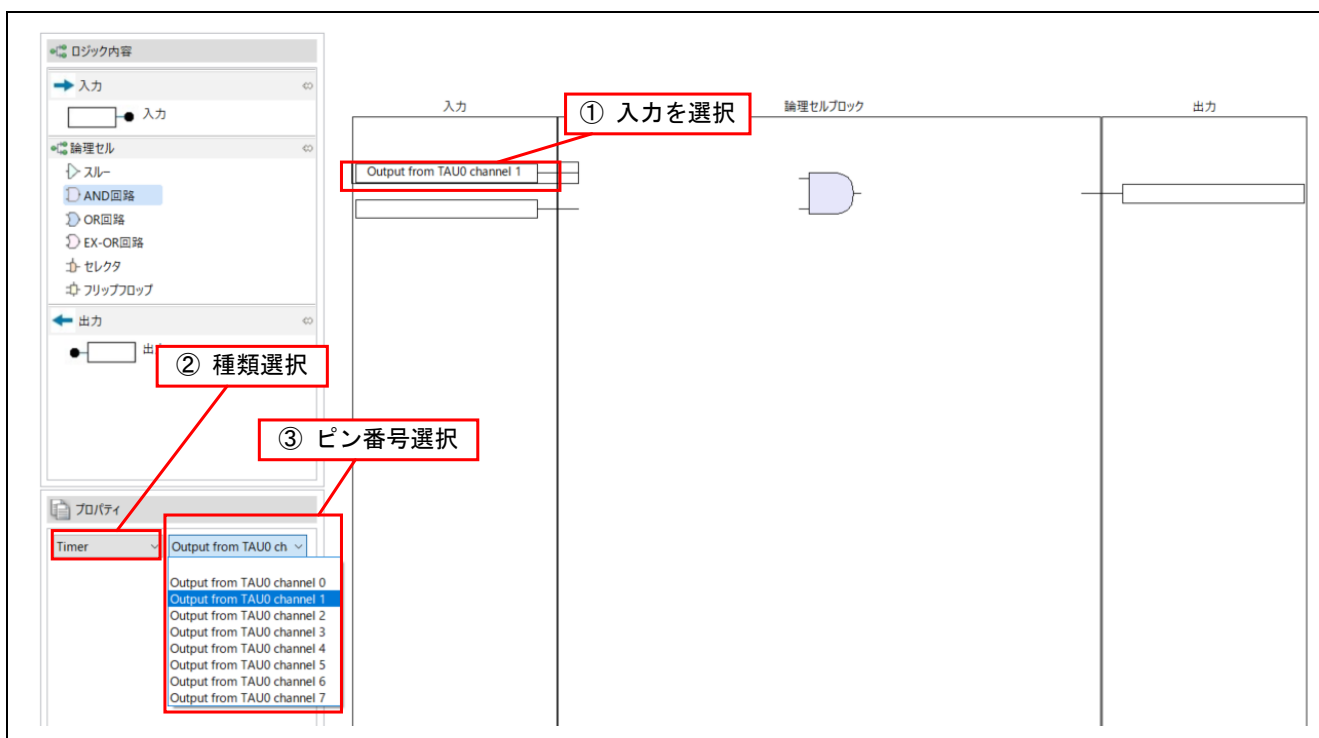 ロジック内容
入力
入力
論理セル
スルー
AND回路
OR回路
EX-OR回路
セレクタ
フリップフロップ
出力
② 種類選択
③ ピン番号選択
プロパティ
Timer
Output from TAU0 ch
Output from TAU0 channel 0
Output from TAU0 channel 1
Output from TAU0 channel 2
Output from TAU0 channel 3
Output from TAU0 channel 4
Output from TAU0 channel 5
Output from TAU0 channel 6
Output from TAU0 channel 7
入力
① 入力を選択
論理セルブロック
出力
Output from TAU0 channel 1